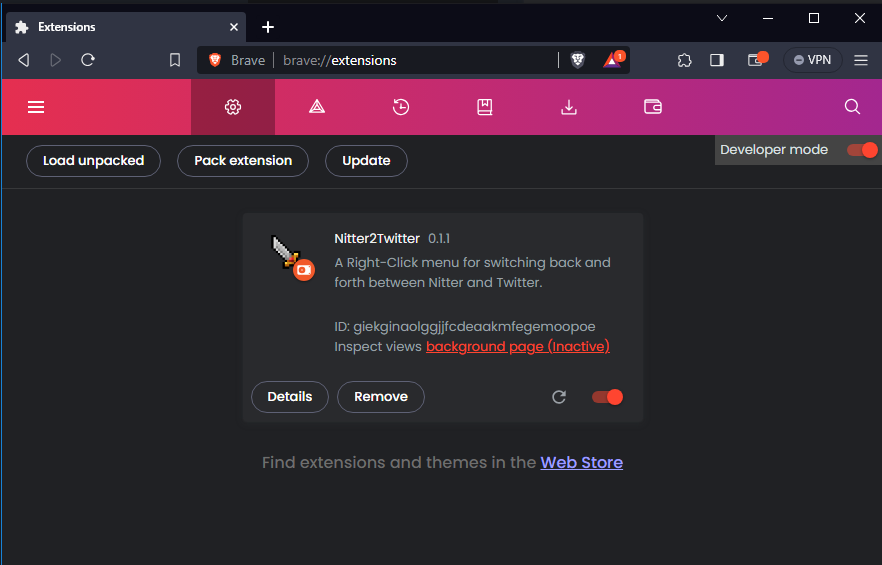 Extensions
Brave brave://extensions
1
VPN
Load unpacked Pack extension Update
Developer mode
Nitter2Twitter 0.1.1
A Right-Click menu for switching back and
forth between Nitter and Twitter.
ID: giekginaolggjjfcdeaakmfegemoopoe
Inspect views background page (Inactive)
Details Remove
Find extensions and themes in the Web Store